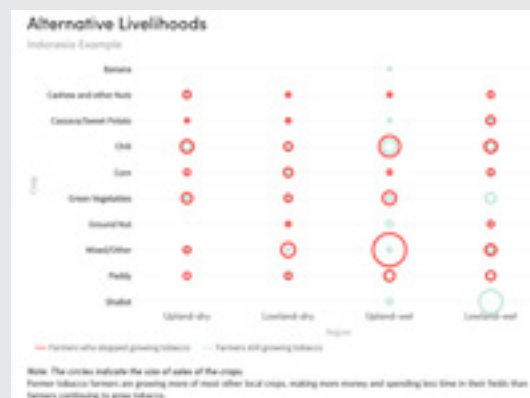 Alternative Livelihoods
Indonesia Example
Banana
Cashew and other Nuts
Cassava/Sweet Potato
Chili
Corn
Green Vegetables
Ground Nut
Mixed/Other
Paddy
Shallot
Crop
Upland-dry Lowland-dry Upland-wet Lowland-wet
Region
Farmers who stopped growing tobacco Farmers still growing tobacco
Note: The circles indicate the size of sales of the crops.
Former tobacco farmers are growing more of most other local crops, making more money and spending less time in their fields than
farmers continuing to grow tobacco.